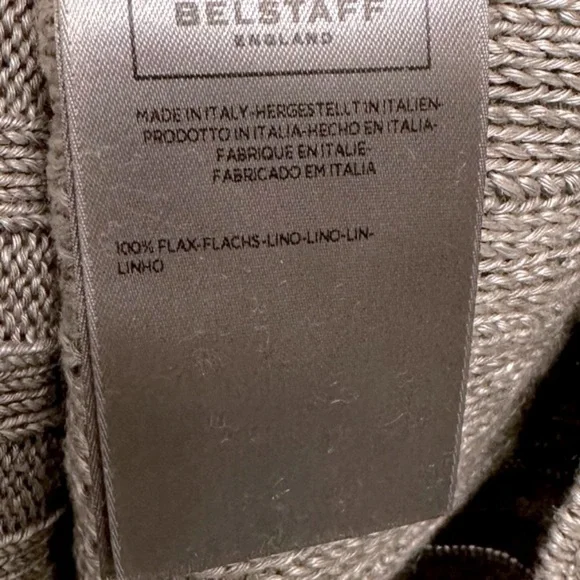 BELSTAFF
ENGLAND
MADE IN ITALY-HERGESTELLT IN ITALIEN-
PRODOTTO IN ITALIA-HECHO EN ITALIA-
FABRIQUE EN ITALIE-
FABRICADO EM ITALIA
100% FLAX-FLACHS-LINO-LINO-LIN-
LINHO